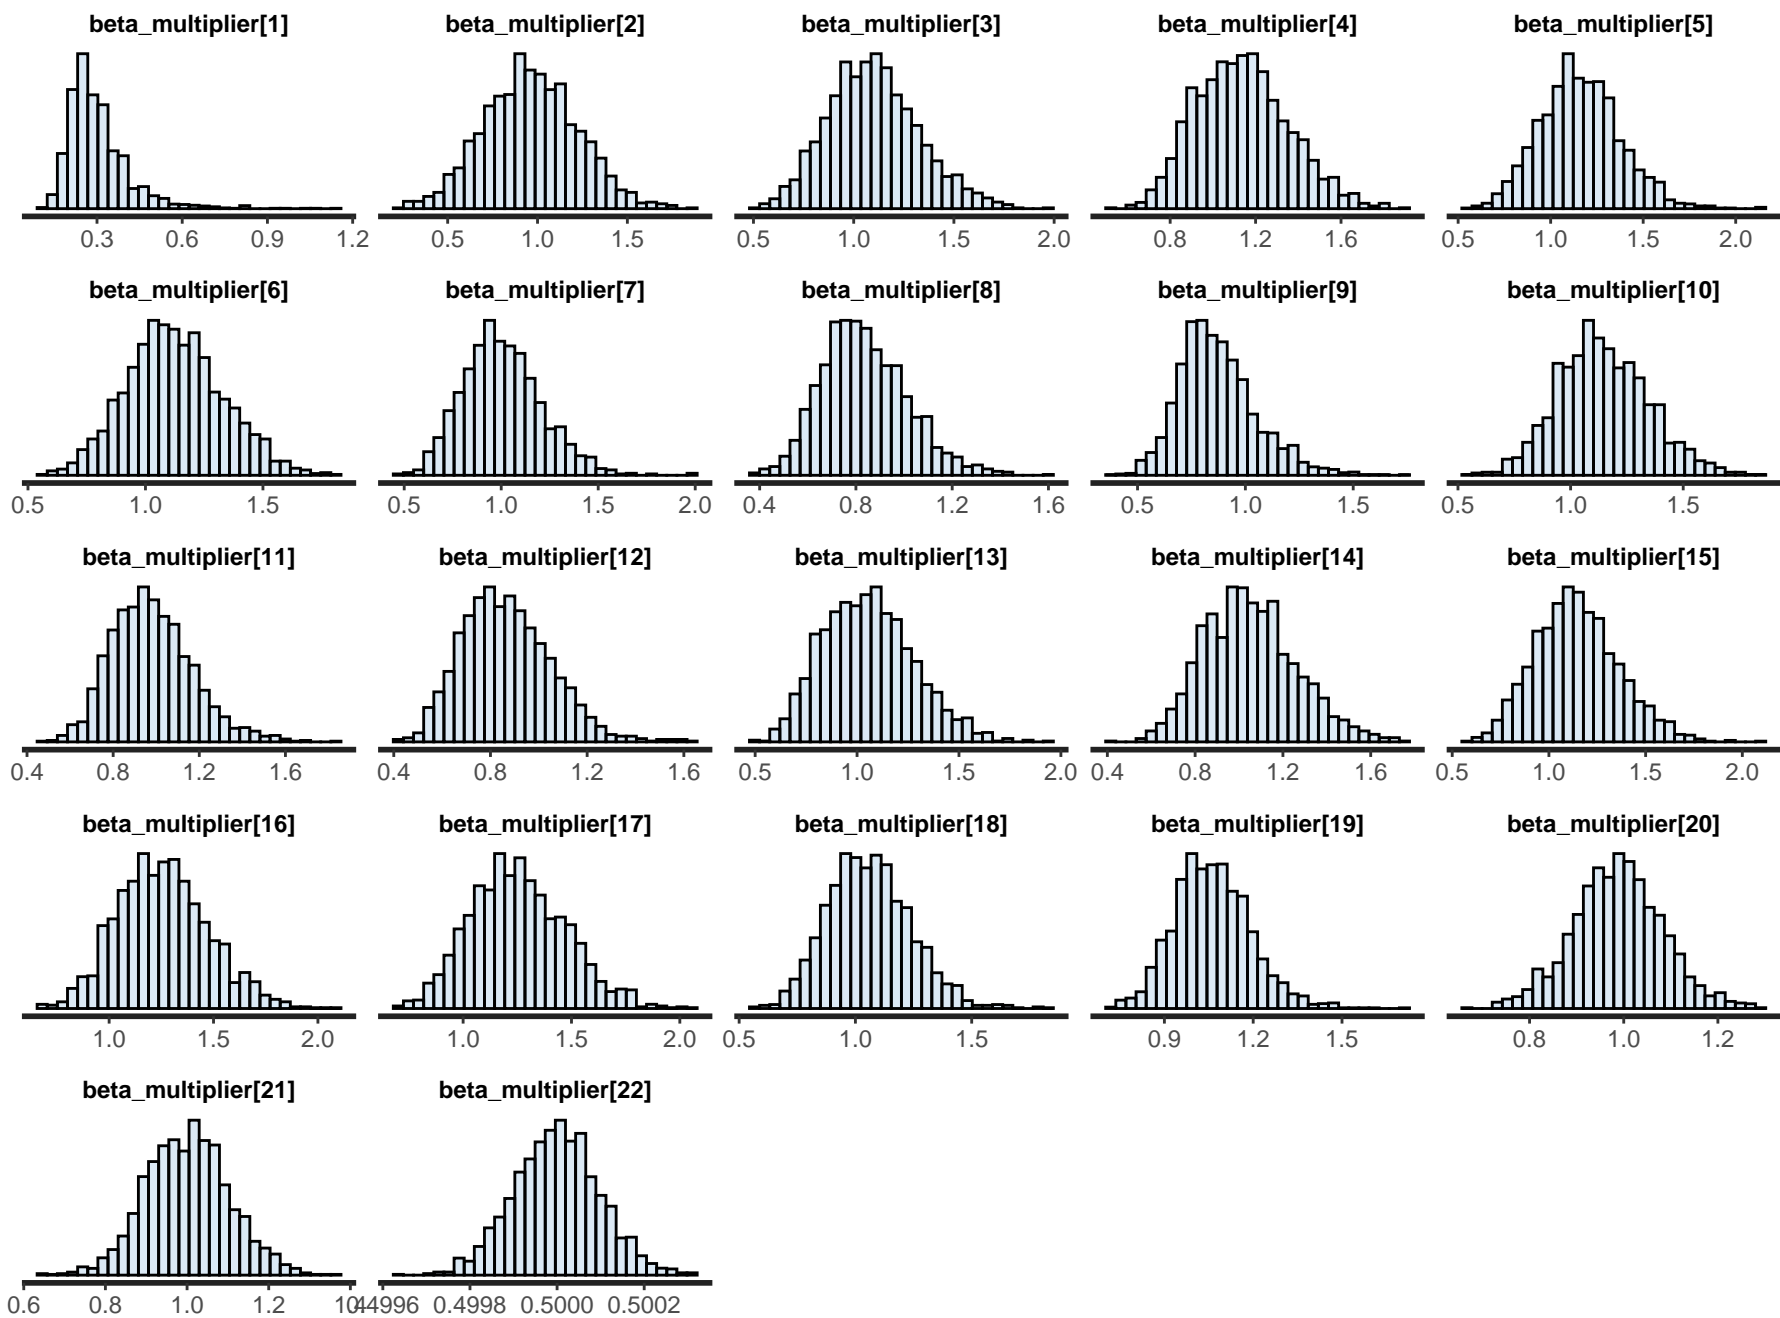 beta_multiplier[1] beta_multiplier[2] beta_multiplier[3] beta_multiplier[4] beta_multiplier[5]
0.3 0.6 0.9 1.2 0.5 1.0 1.5 0.5 1.0 1.5 2.0 0.8 1.2 1.6 0.5 1.0 1.5 2.0
beta_multiplier[6] beta_multiplier[7] beta_multiplier[8] beta_multiplier[9] beta_multiplier[10]
0.5 1.0 1.5 0.5 1.0 1.5 2.0 0.4 0.8 1.2 1.6 0.5 1.0 1.5 0.5 1.0 1.5
beta_multiplier[11] beta_multiplier[12] beta_multiplier[13] beta_multiplier[14] beta_multiplier[15]
0.4 0.8 1.2 1.6 0.4 0.8 1.2 1.6 0.5 1.0 1.5 2.0 0.4 0.8 1.2 1.6 0.5 1.0 1.5 2.0
beta_multiplier[16] beta_multiplier[17] beta_multiplier[18] beta_multiplier[19] beta_multiplier[20]
1.0 1.5 2.0 1.0 1.5 2.0 0.5 1.0 1.5 0.9 1.2 1.5 0.8 1.0 1.2
beta_multiplier[21] beta_multiplier[22]
0.6 0.8 1.0 1.2 1.4 0.4996 0.4998 0.5000 0.5002